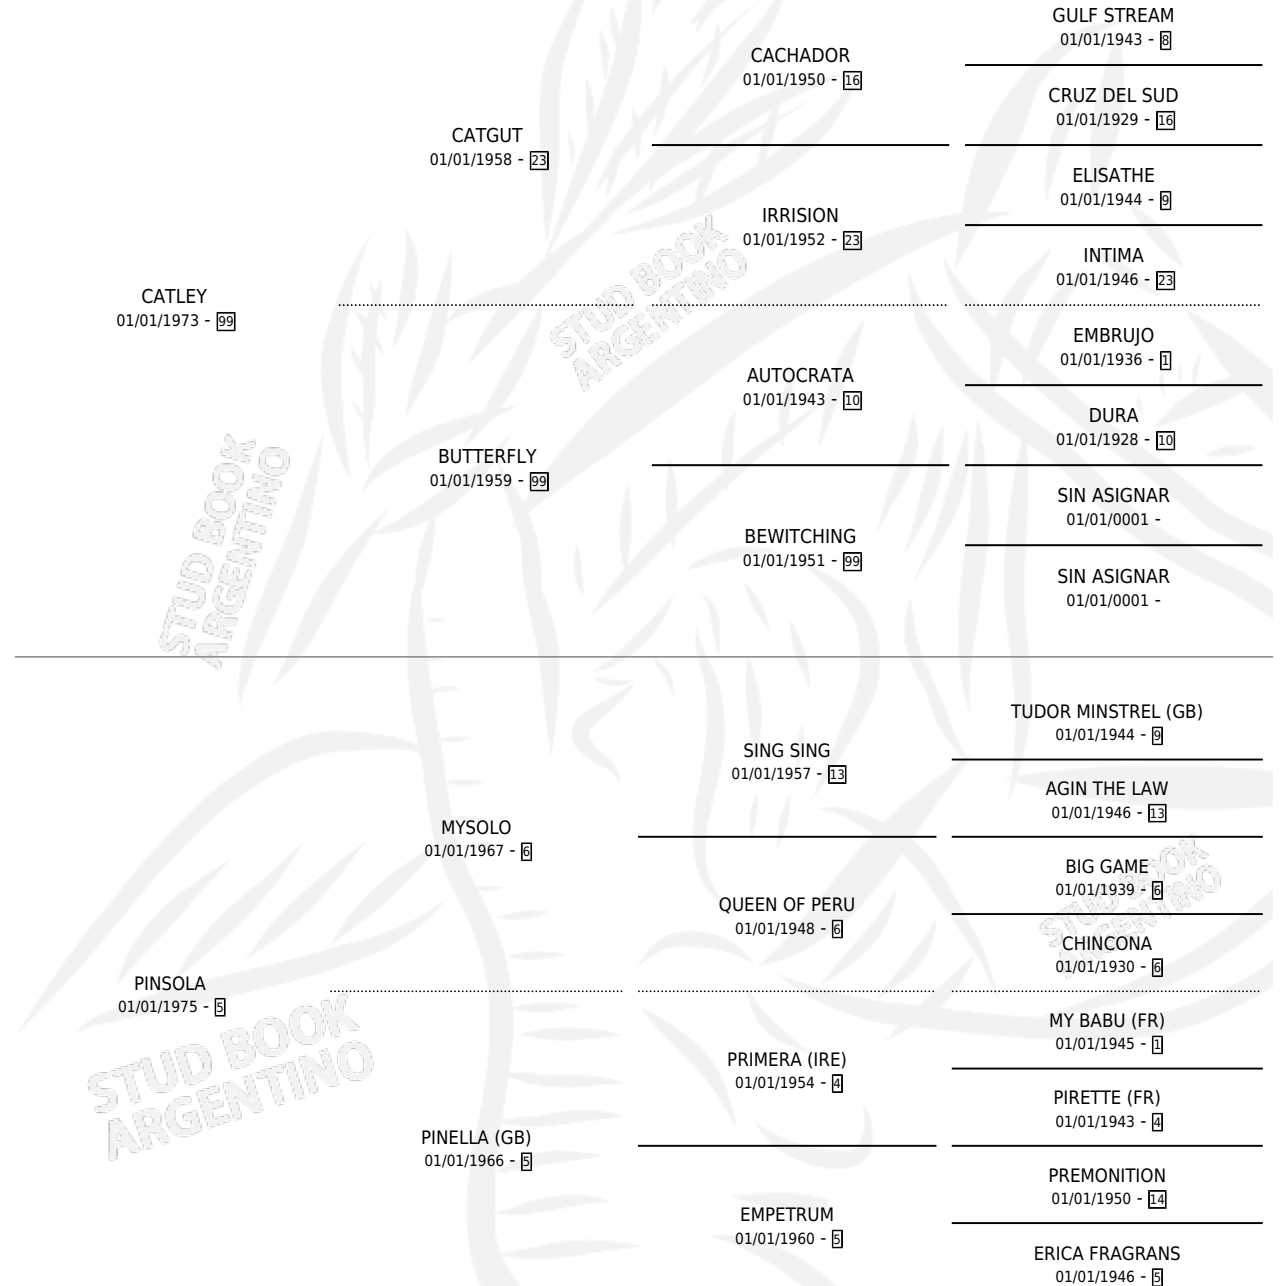 GULF STREAM
01/01/1943 - 8
CACHADOR
01/01/1950 - 16
CRUZ DEL SUD
01/01/1929 - 16
CATGUT
01/01/1958 - 23
ELISATHE
01/01/1944 - 9
IRRISION
01/01/1952 - 23
INTIMA
01/01/1946 - 23
CATLEY
01/01/1973 - 99
EMBRUJO
01/01/1936 - 1
AUTOCRATA
01/01/1943 - 10
DURA
01/01/1928 - 10
BUTTERFLY
01/01/1959 - 99
SIN ASIGNAR
01/01/0001 -
BEWITCHING
01/01/1951 - 99
SIN ASIGNAR
01/01/0001 -
TUDOR MINSTREL (GB)
01/01/1944 - 9
SING SING
01/01/1957 - 13
AGIN THE LAW
01/01/1946 - 13
MYSOLO
01/01/1967 - 6
BIG GAME
01/01/1939 - 6
QUEEN OF PERU
01/01/1948 - 6
CHINCONA
01/01/1930 - 6
PINSOLA
01/01/1975 - 5
MY BABU (FR)
01/01/1945 - 1
PRIMERA (IRE)
01/01/1954 - 4
PIRETTE (FR)
01/01/1943 - 4
PINELLA (GB)
01/01/1966 - 5
PREMONITION
01/01/1950 - 14
EMPETRUM
01/01/1960 - 5
ERICA FRAGRANS
01/01/1946 - 5
STUD BOOK
ARGENTINO
STUD BOOK
ARGENTINO
STUD BOOK
ARGENTINO
STUD BOOK
ARGENTINO